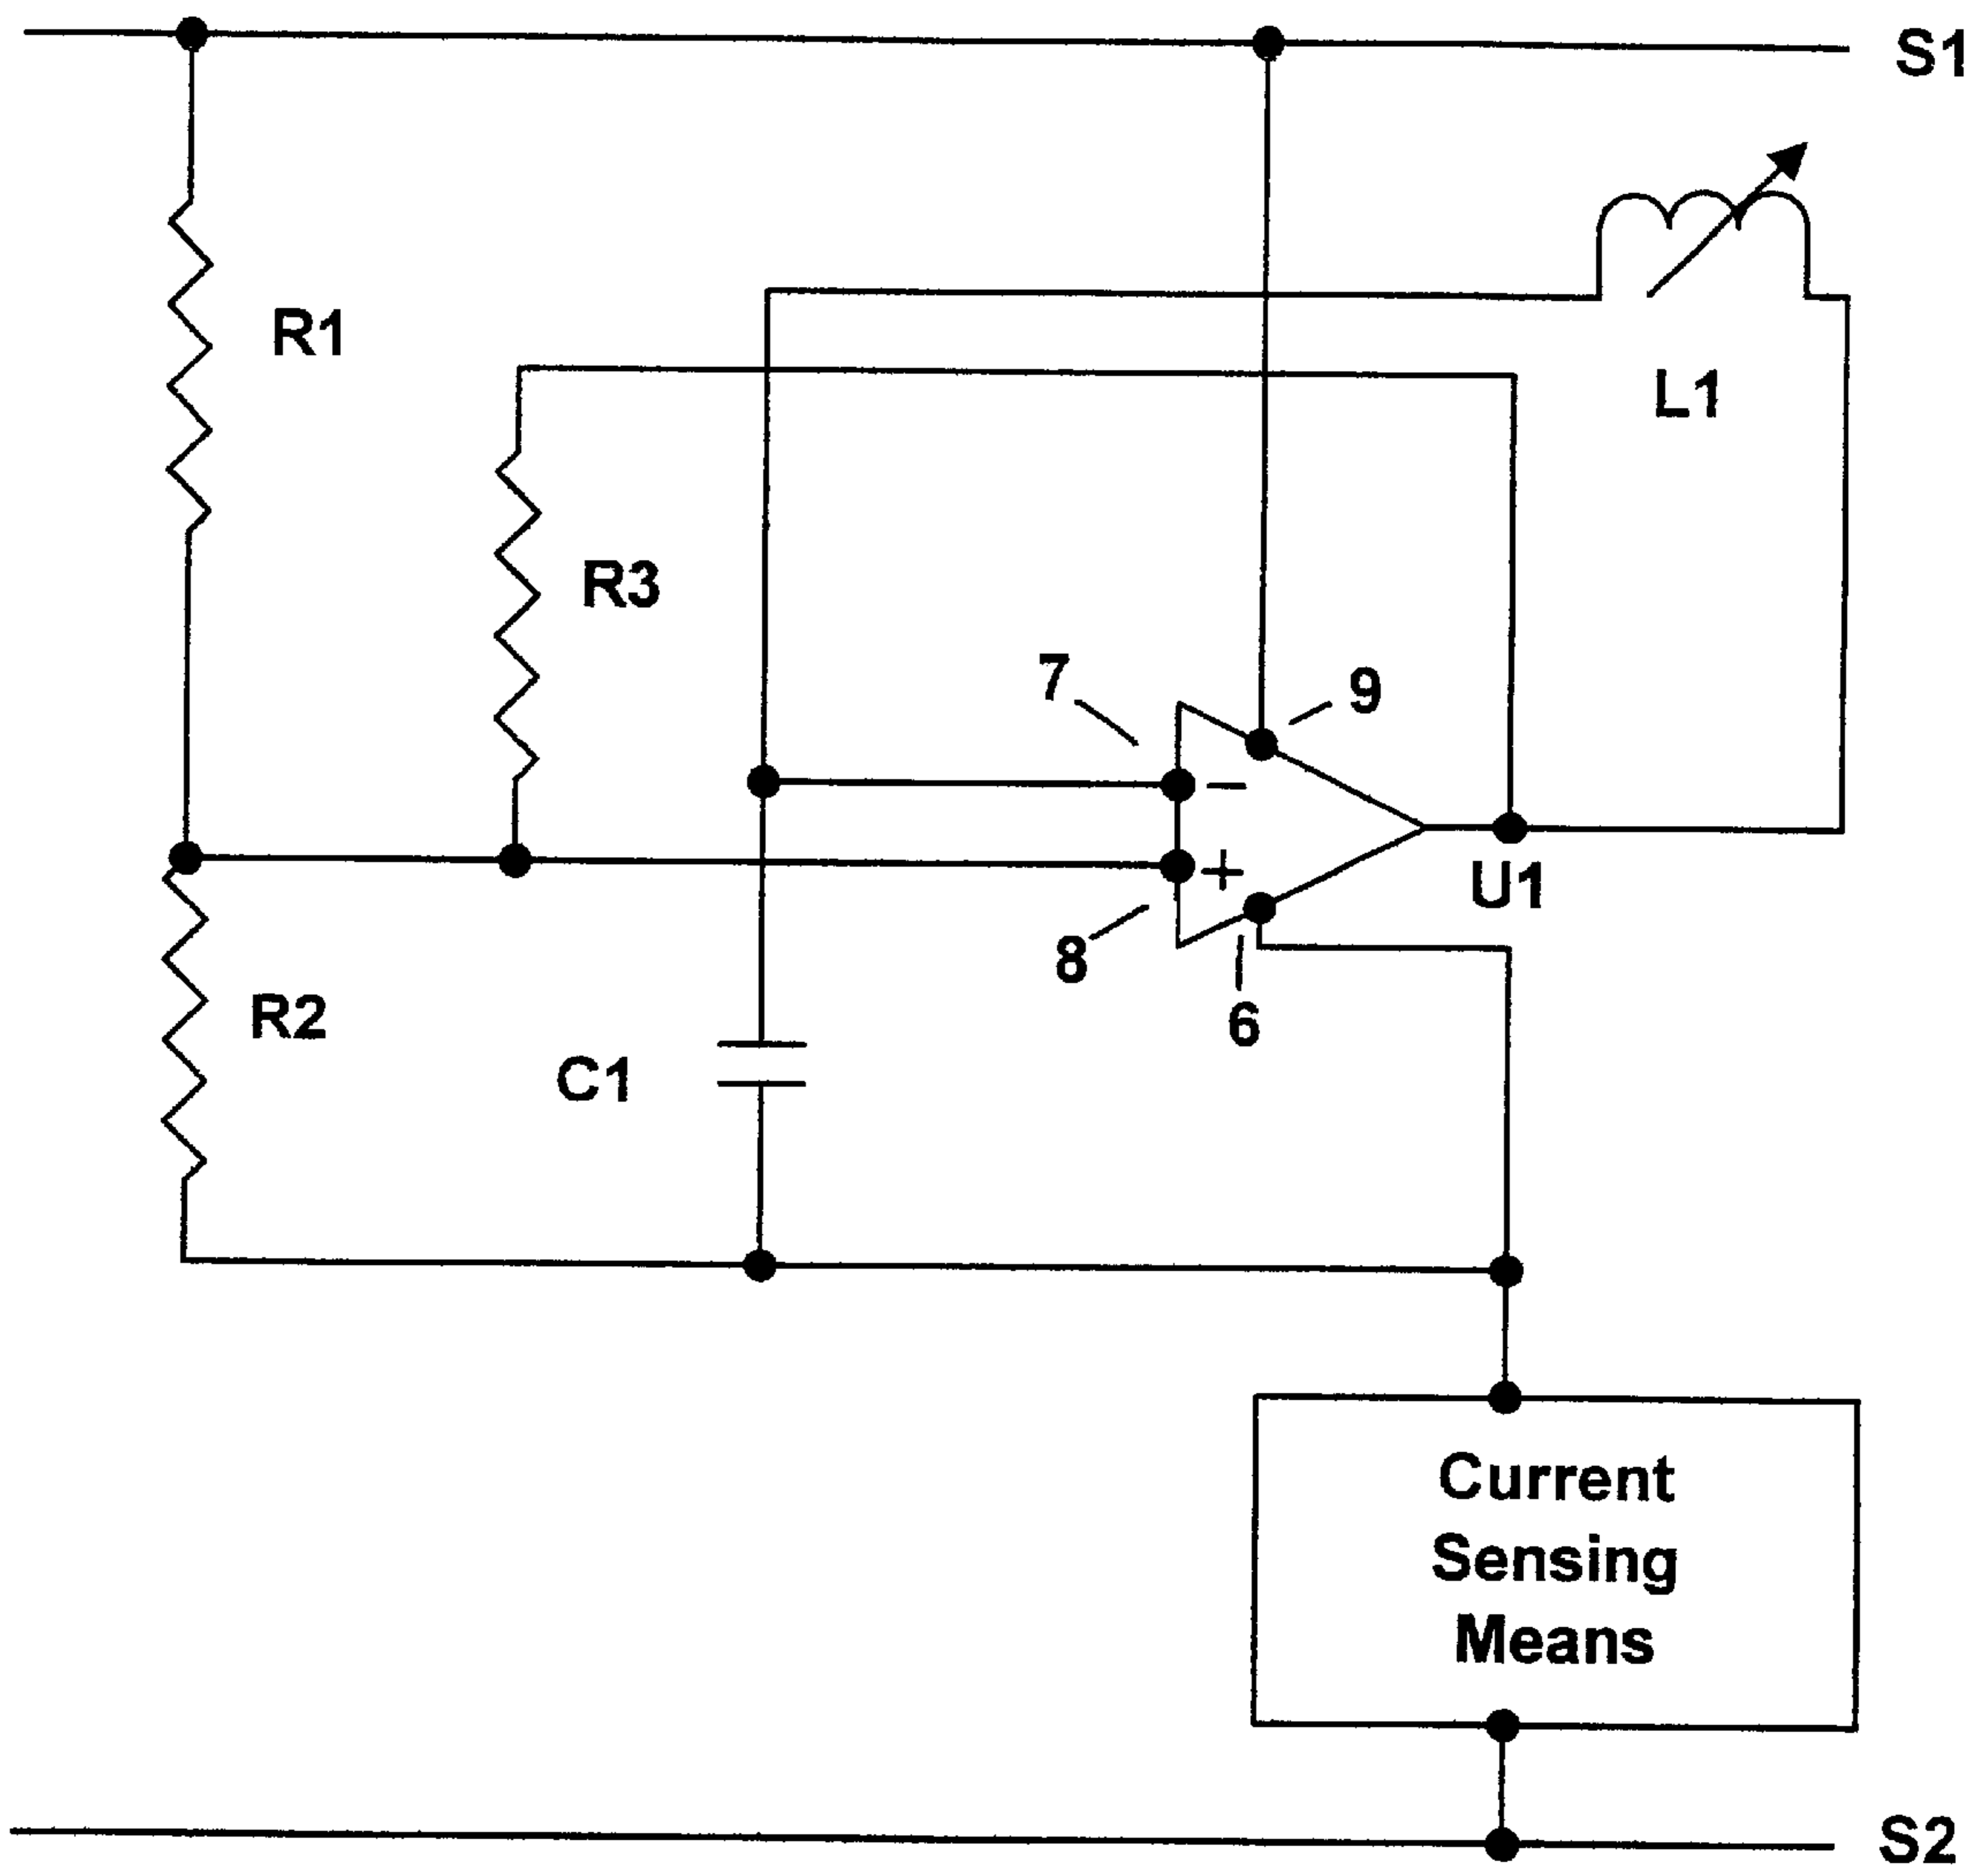 S1
R1
L1
R3
7
9
−
+
U1
8
6
R2
C1
Current
Sensing
Means
S2